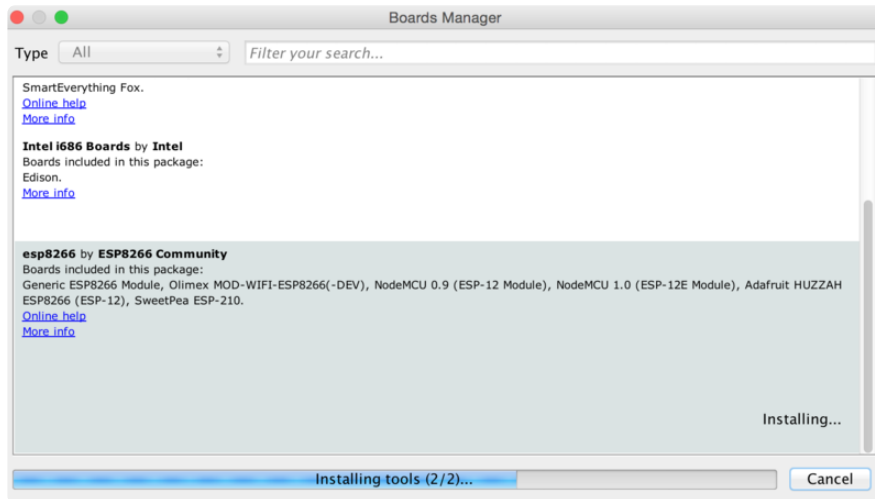 Boards Manager
Type All Filter your search...
SmartEverything Fox.
Online help
More info
Intel i686 Boards by Intel
Boards included in this package:
Edison.
More info
esp8266 by ESP8266 Community
Boards included in this package:
Generic ESP8266 Module, Olimex MOD-WIFI-ESP8266(-DEV), NodeMCU 0.9 (ESP-12 Module), NodeMCU 1.0 (ESP-12E Module), Adafruit HUZZAH
ESP8266 (ESP-12), SweetPea ESP-210.
Online help
More info
Installing...
Installing tools (2/2)... Cancel